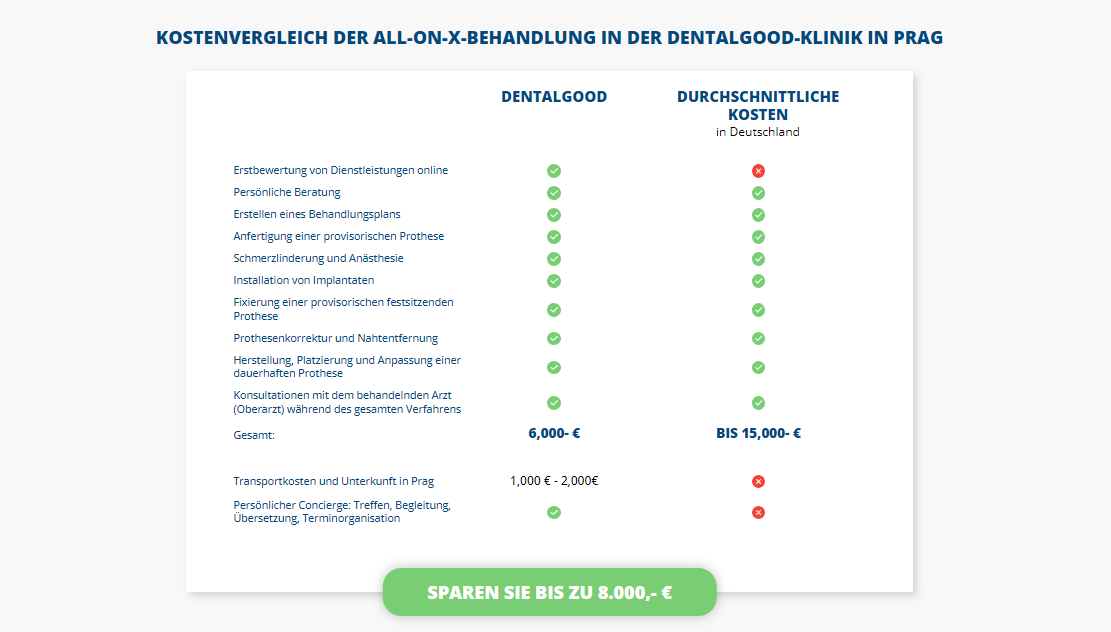 KOSTENVERGLEICH DER ALL-ON-X-BEHANDLUNG IN DER DENTALGOOD-KLINIK IN PRAG
DENTALGOOD
DURCHSCHNITTLICHE
KOSTEN
in Deutschland
Erstbewertung von Dienstleistungen online
Persönliche Beratung
Erstellen eines Behandlungsplans
Anfertigung einer provisorischen Prothese
Schmerzlinderung und Anästhesie
Installation von Implantaten
Fixierung einer provisorischen festsitzenden
Prothese
Prothesenkorrektur und Nahtentfernung
Herstellung, Platzierung und Anpassung einer
dauerhaften Prothese
Konsultationen mit dem behandelnden Arzt
(Oberarzt) während des gesamten Verfahrens
Gesamt: 6,000- € BIS 15,000- €
Transportkosten und Unterkunft in Prag 1,000 € - 2,000€
Persönlicher Concierge: Treffen, Begleitung,
Übersetzung, Terminorganisation
SPAREN SIE BIS ZU 8.000,- €